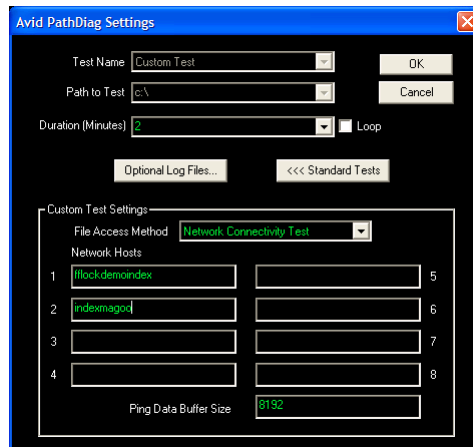 Avid PathDiag Settings
Test Name Custom Test OK
Path to Test c:\ Cancel
Duration (Minutes) 2 Loop
Optional Log Files... <<< Standard Tests
Custom Test Settings
File Access Method Network Connectivity Test
Network Hosts
1 fflockdemoindex 5
2 indexmagoo 6
3 7
4 8
Ping Data Buffer Size 8192